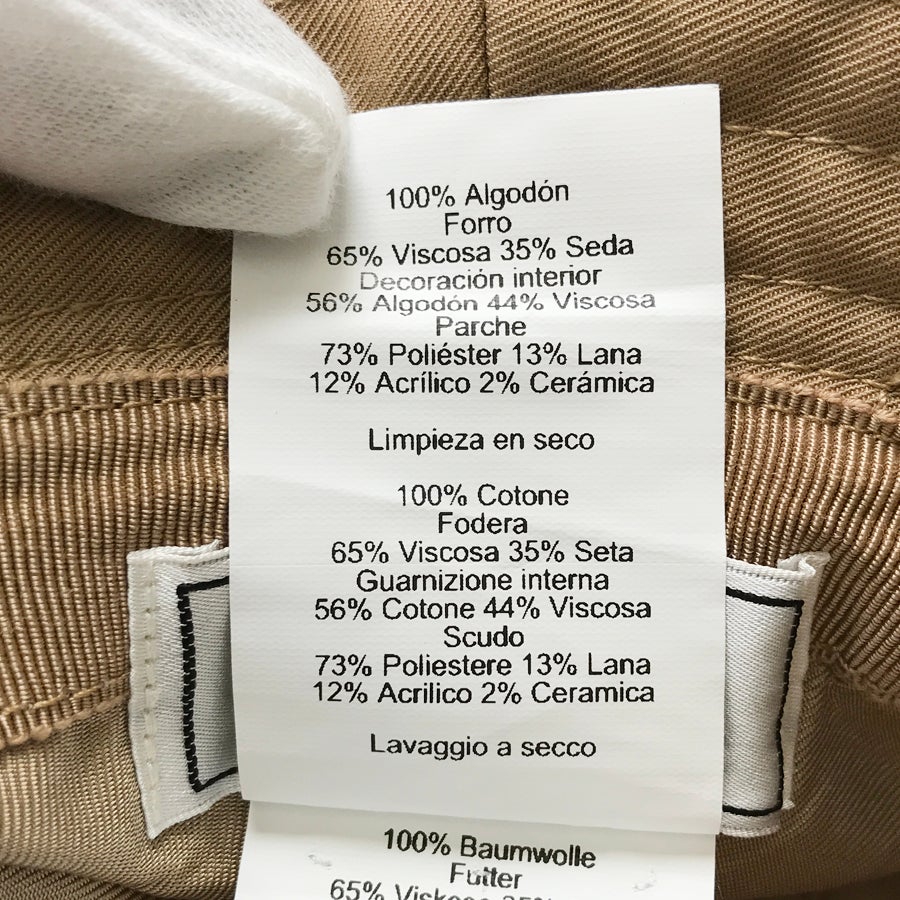 100% Algodón
Forro
65% Viscosa 35% Seda
Decoración interior
56% Algodón 44% Viscosa
Parche
73% Poliéster 13% Lana
12% Acrílico 2% Cerámica
Limpieza en seco
100% Cotone
Fodera
65% Viscosa 35% Seta
Guarnizione interna
56% Cotone 44% Viscosa
Scudo
73% Poliestere 13% Lana
12% Acrilico 2% Ceramica
Lavaggio a secco
100% Baumwolle
Futter
65%